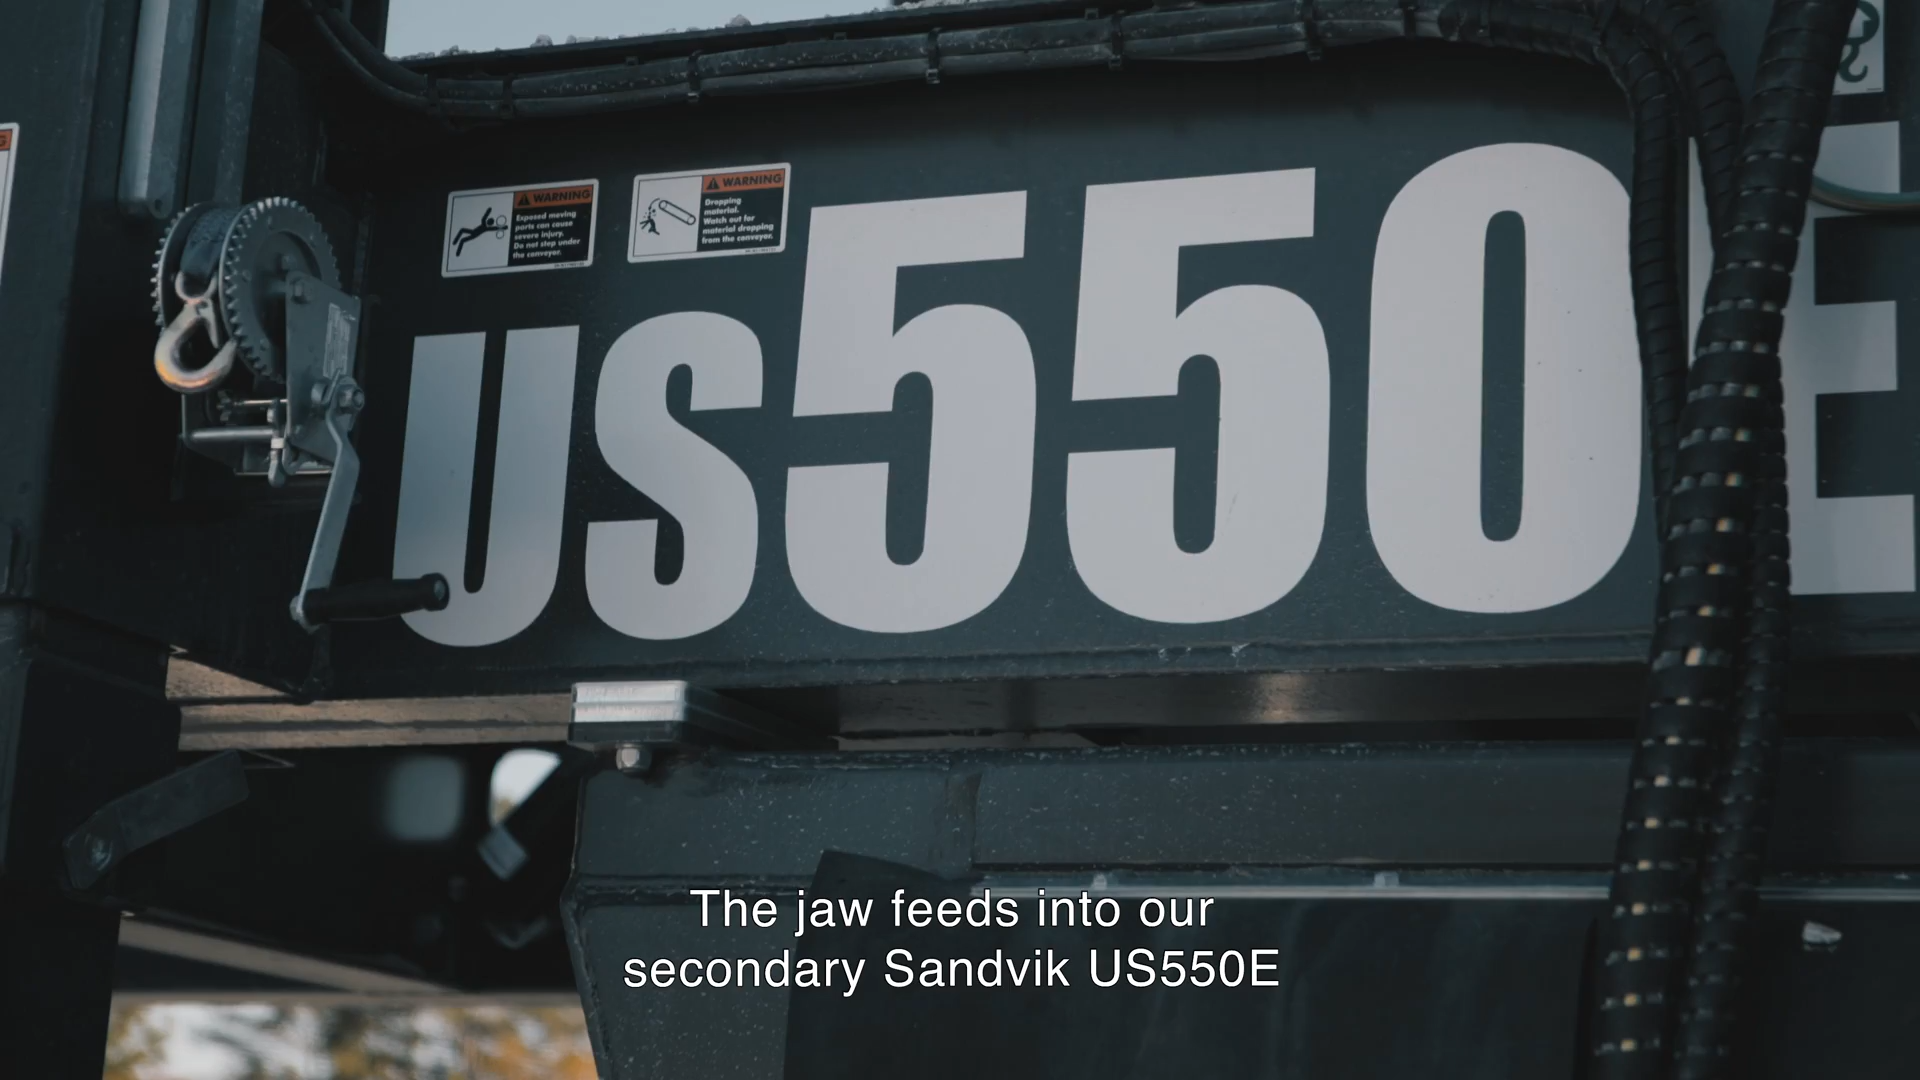 WARNING
Exposed moving
parts can cause
severe injury.
Do not step under
the conveyor.
WARNING
Dropping
material.
Watch out for
material dropping
from the conveyor.
US550E
The jaw feeds into our
secondary Sandvik US550E